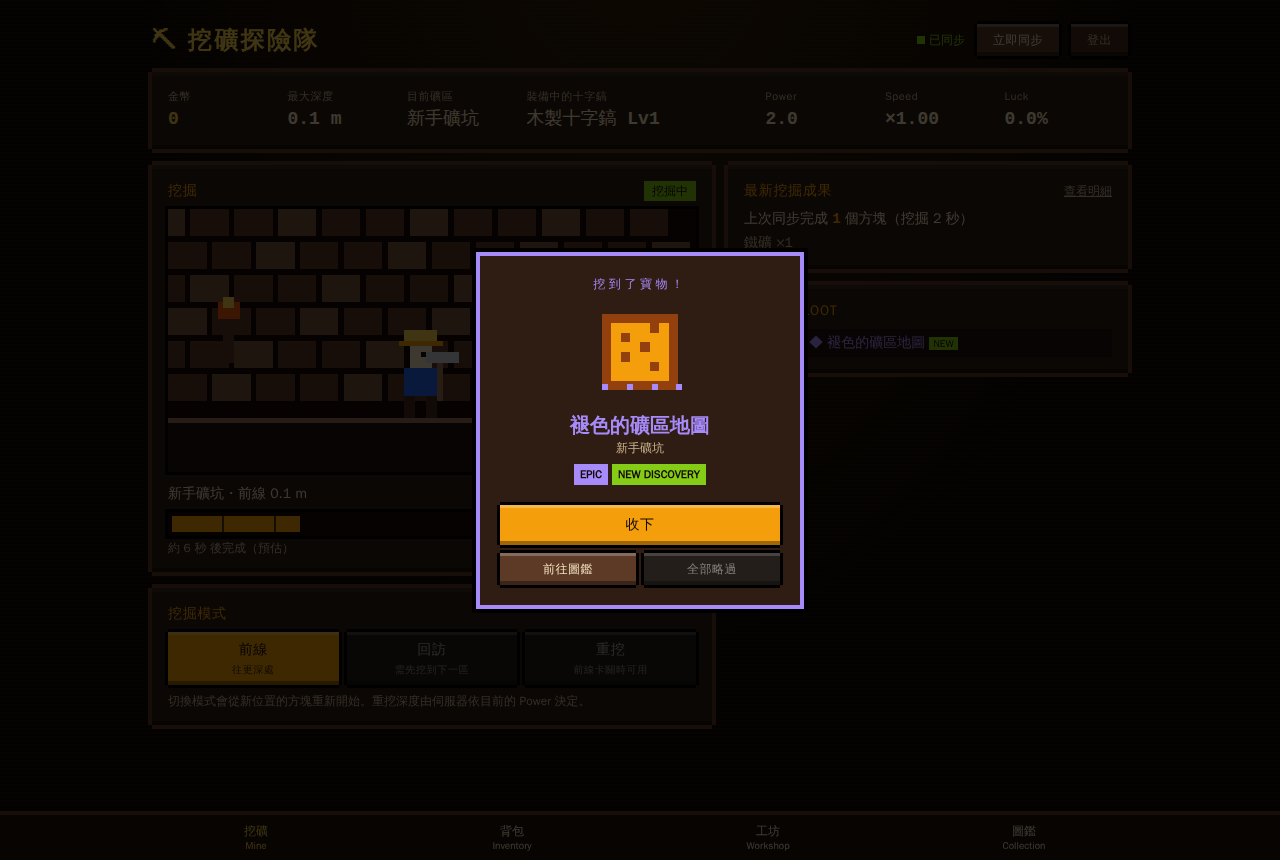 ⛏ 挖礦探險隊
已同步 立即同步 登出
金幣 最大深度 目前礦區 裝備中的十字鎬 Power Speed Luck
0 0.1 m 新手礦坑 木製十字鎬 Lv1 2.0 ×1.00 0.0%
挖掘 挖掘中
最新挖掘成果 查看明細
上次同步完成 1 個方塊（挖掘 2 秒）
鐵礦 ×1
OOT
◆ 褪色的礦區地圖 NEW
挖到了寶物！
褪色的礦區地圖
新手礦坑
EPIC NEW DISCOVERY
收下
前往圖鑑 全部略過
新手礦坑・前線 0.1 m
約 6 秒 後完成（預估）
挖掘模式
前線 回訪 重挖
往更深處 需先挖到下一區 前線卡關時可用
切換模式會從新位置的方塊重新開始。重挖深度由伺服器依目前的 Power 決定。
挖礦 背包 工坊 圖鑑
Mine Inventory Workshop Collection